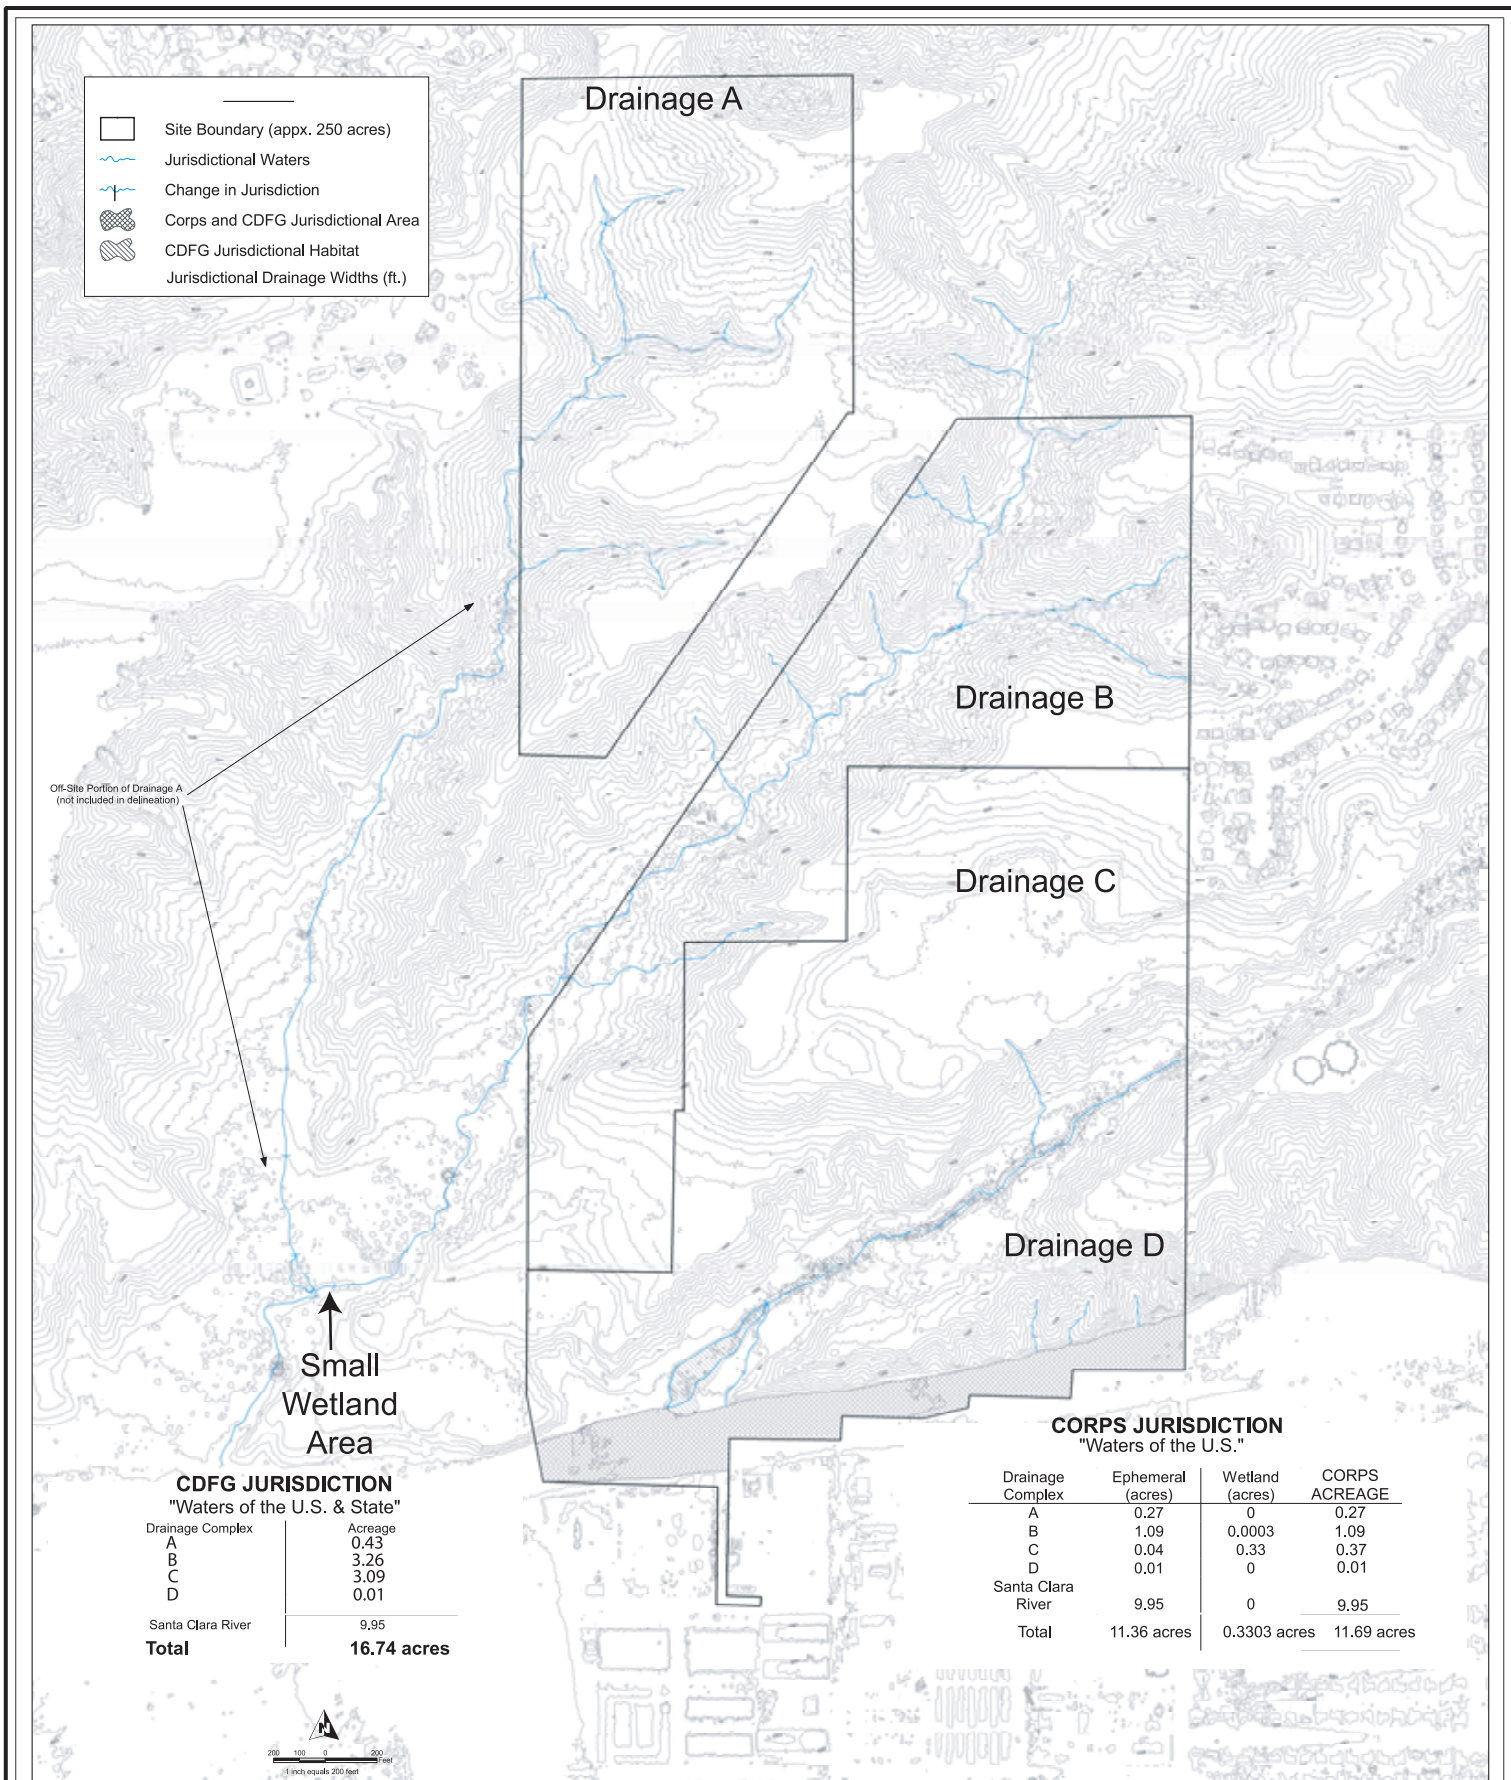 Drainage A
Site Boundary (appx. 250 acres)
Jurisdictional Waters
Change in Jurisdiction
Corps and CDFG Jurisdictional Area
CDFG Jurisdictional Habitat
Jurisdictional Drainage Widths (ft.)
Drainage B
Off-Site Portion of Drainage A
(not included in delineation)
Drainage C
Drainage D
Small
Wetland
Area
CDFG JURISDICTION
"Waters of the U.S. & State"
Drainage Complex Acreage
A 0.43
B 3.26
C 3.09
D 0.01
Santa Clara River 9.95
Total 16.74 acres
CORPS JURISDICTION
"Waters of the U.S."
Drainage Ephemeral Wetland CORPS
Complex (acres) (acres) ACREAGE
A 0.27 0 0.27
B 1.09 0.0003 1.09
C 0.04 0.33 0.37
D 0.01 0 0.01
Santa Clara
River 9.95 0 9.95
Total 11.36 acres 0.3303 acres 11.69 acres
N
200 100 0 200
Feet
1 inch equals 200 feet